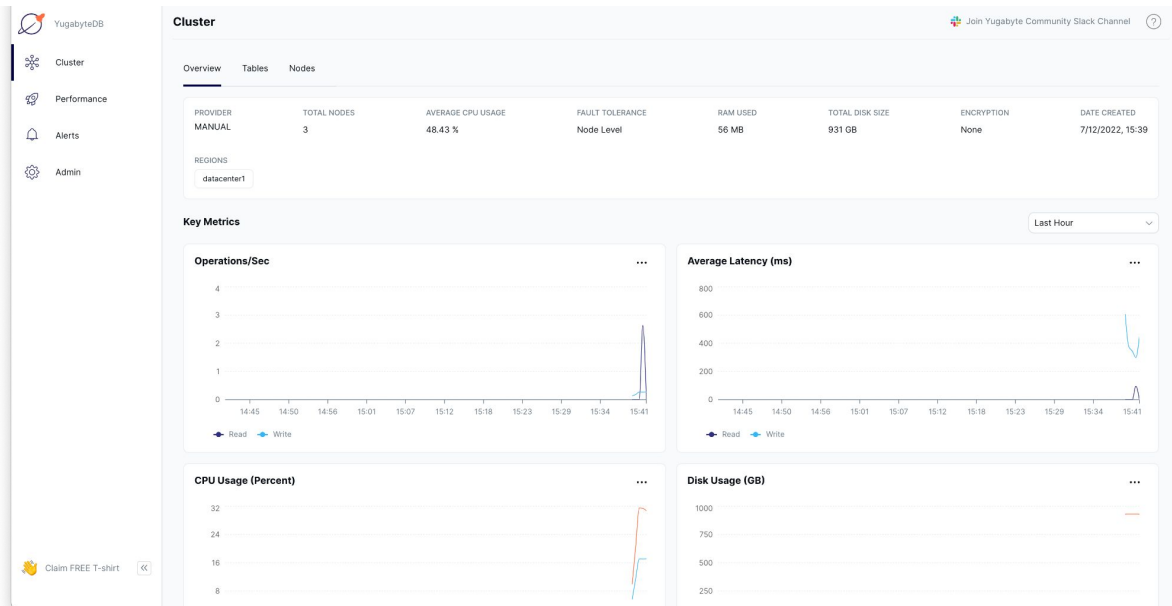 YugabyteDB
Cluster
Performance
Alerts
Admin
Claim FREE T-shirt
Cluster
Join Yugabyte Community Slack Channel
?
Overview Tables Nodes
PROVIDER TOTAL NODES AVERAGE CPU USAGE FAULT TOLERANCE RAM USED TOTAL DISK SIZE ENCRYPTION DATE CREATED
MANUAL 3 48.43 % Node Level 56 MB 931 GB None 7/12/2022, 15:39
REGIONS
datacenter1
Key Metrics
Last Hour
Operations/Sec
4
3
2
1
0
14:45 14:50 14:56 15:01 15:07 15:12 15:18 15:23 15:29 15:34 15:41
Read Write
Average Latency (ms)
800
600
400
200
0
14:45 14:50 14:56 15:01 15:07 15:12 15:18 15:23 15:29 15:34 15:41
Read Write
CPU Usage (Percent)
32
24
16
8
Disk Usage (GB)
1000
750
500
250